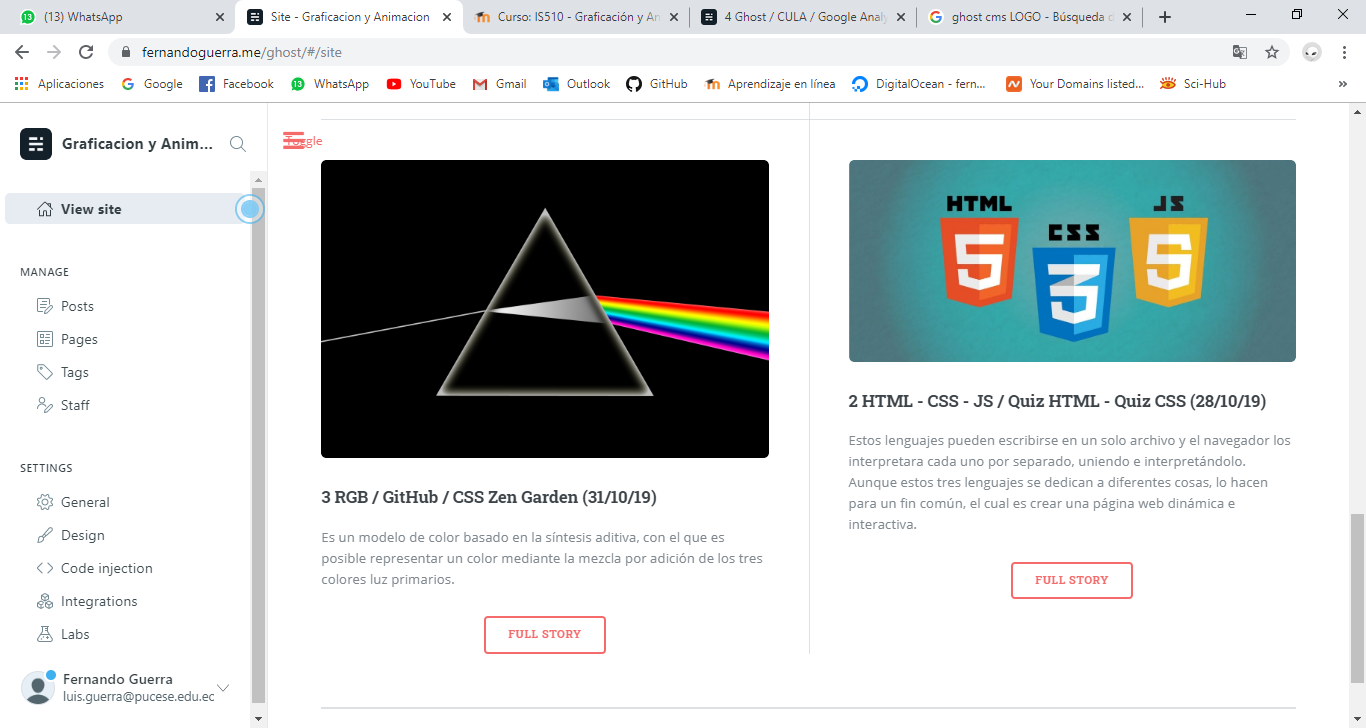 13
(13) WhatsApp
Site - Graficacion y Animacion
Curso: IS510 - Graficación y An
4 Ghost / CULA / Google Analy
ghost cms LOGO - Búsqueda d
fernandoguerra.me/ghost/#/site
Aplicaciones
Google
Facebook
13
WhatsApp
YouTube
Gmail
Outlook
GitHub
Aprendizaje en línea
DigitalOcean - fern...
Your Domains listed...
Sci-Hub
»
Graficacion y Anim...
View site
MANAGE
Posts
Pages
Tags
Staff
SETTINGS
General
Design
Code injection
Integrations
Labs
Fernando Guerra
luis.guerra@pucese.edu.ec
Toggle
3 RGB / GitHub / CSS Zen Garden (31/10/19)
Es un modelo de color basado en la síntesis aditiva, con el que es
posible representar un color mediante la mezcla por adición de los tres
colores luz primarios.
FULL STORY
HTML
5
CSS
3
JS
5
2 HTML - CSS - JS / Quiz HTML - Quiz CSS (28/10/19)
Estos lenguajes pueden escribirse en un solo archivo y el navegador los
interpretara cada uno por separado, uniendo e interpretándolo.
Aunque estos tres lenguajes se dedican a diferentes cosas, lo hacen
para un fin común, el cual es crear una página web dinámica e
interactiva.
FULL STORY